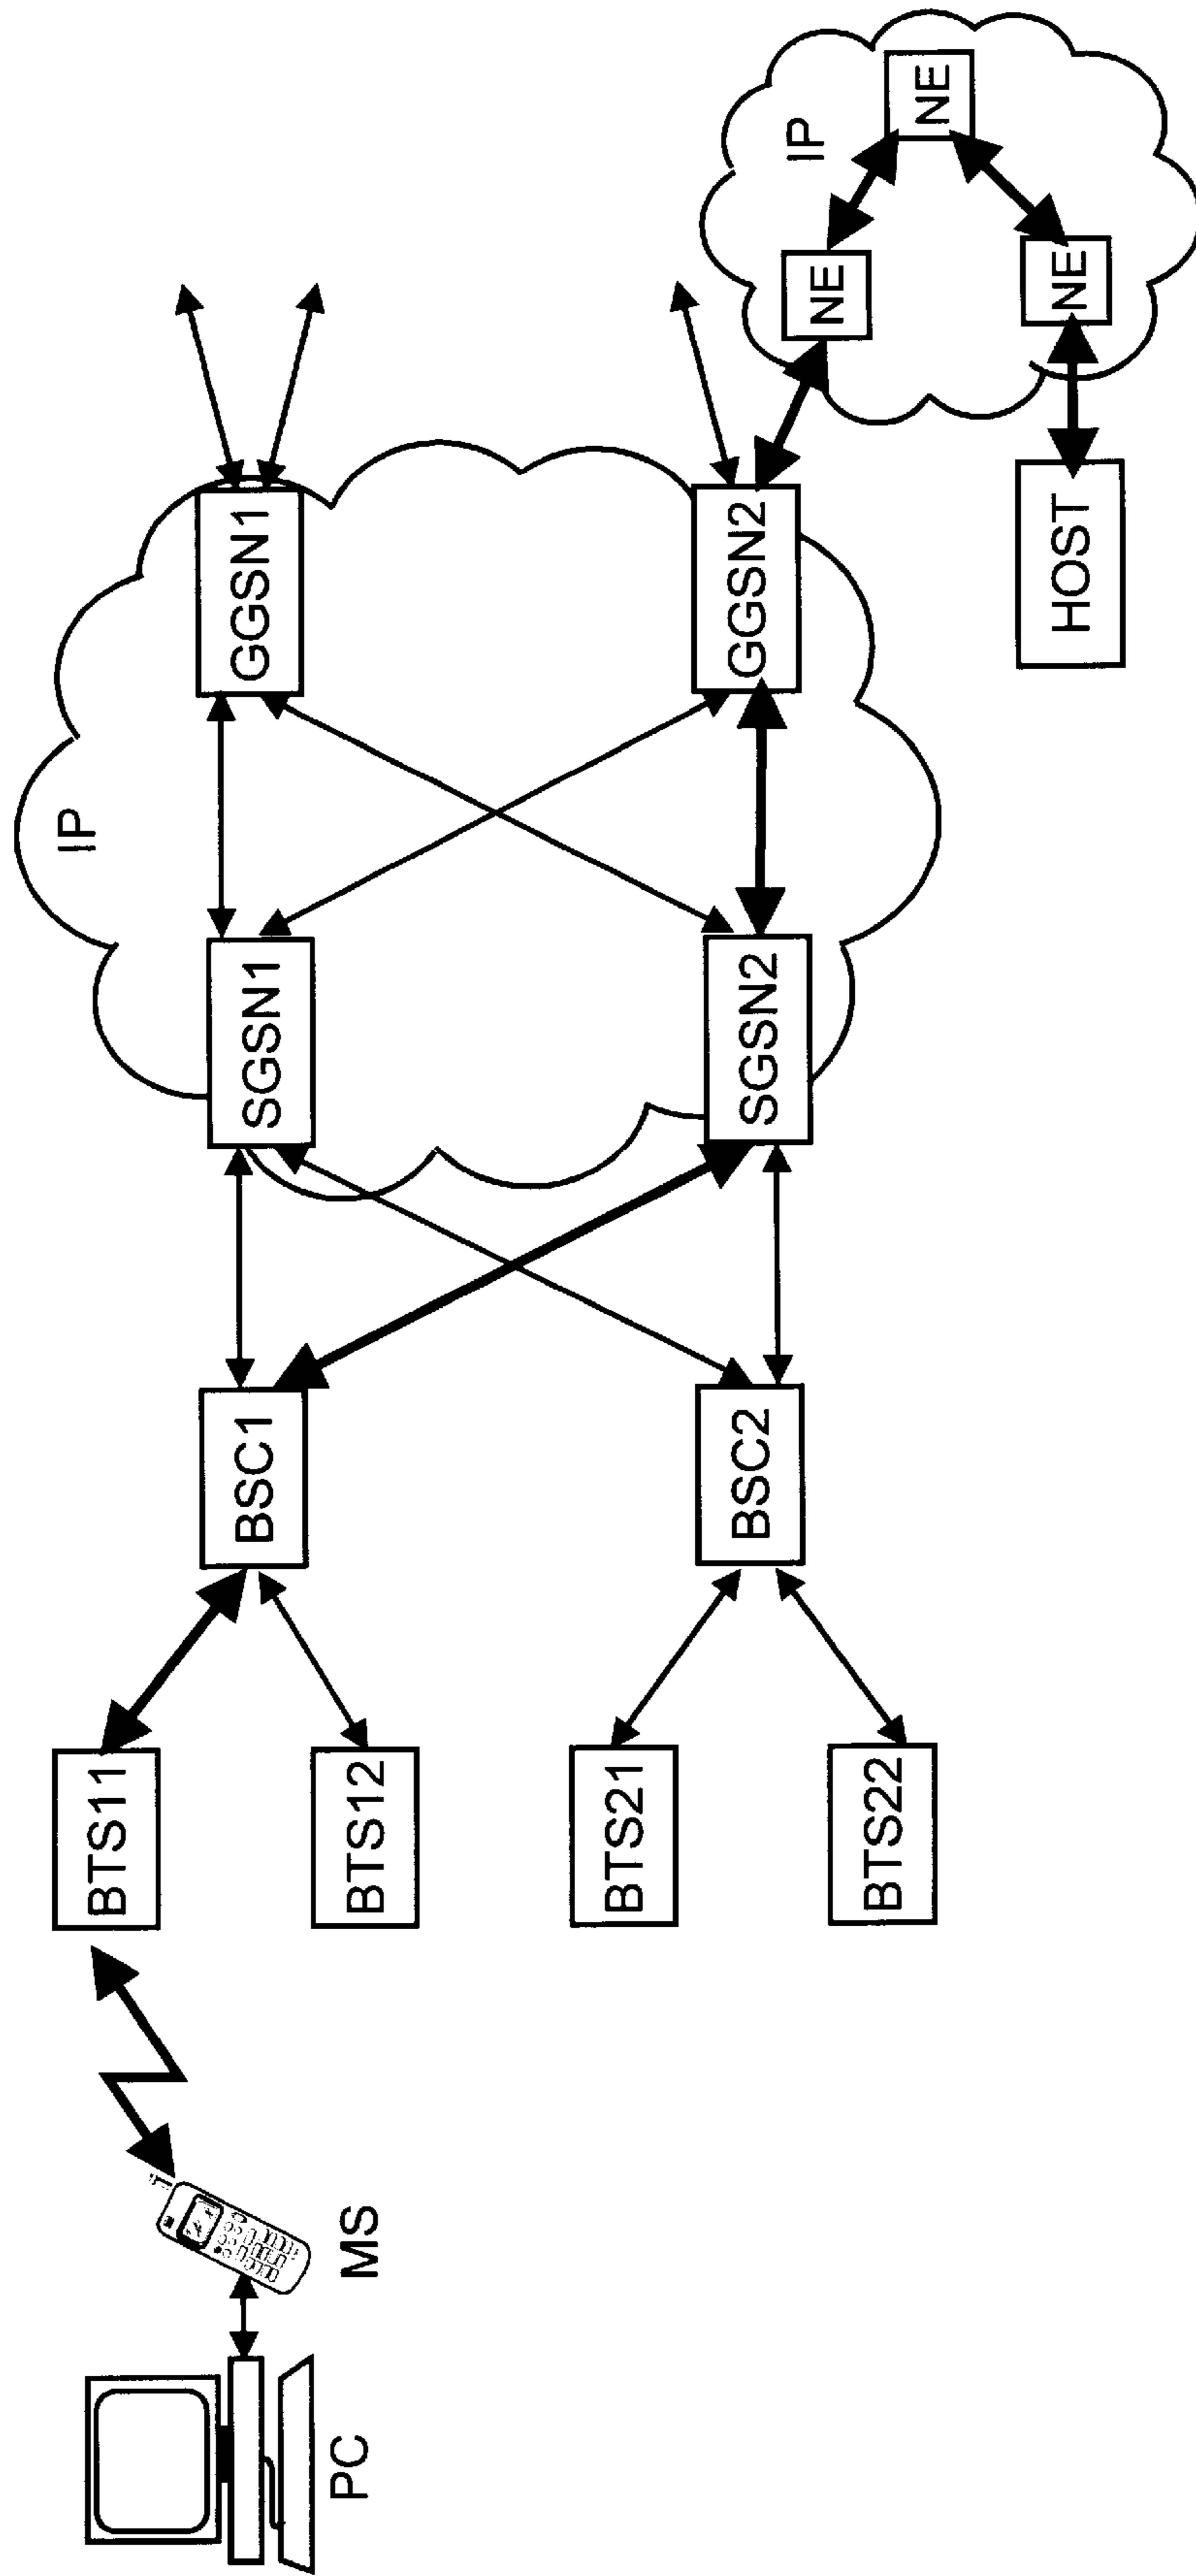 PC
MS
BTS11
BTS12
BTS21
BTS22
BSC1
BSC2
SGSN1
SGSN2
IP
GGSN1
GGSN2
IP
NE
NE
NE
HOST